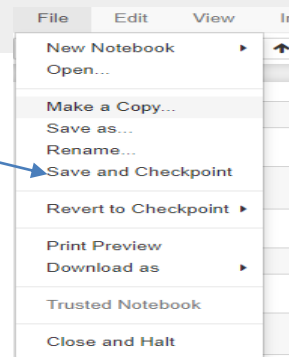 File Edit View
New Notebook
Open...
Make a Copy...
Save as...
Rename...
Save and Checkpoint
Revert to Checkpoint
Print Preview
Download as
Trusted Notebook
Close and Halt